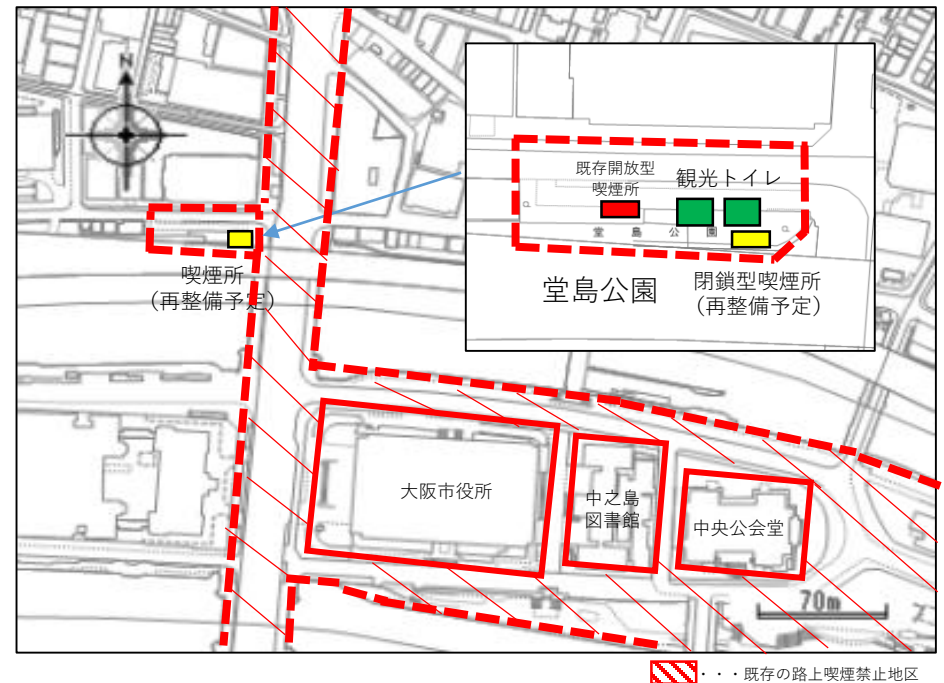 N
既存開放型
喫煙所
観光トイレ
堂島公園
堂島公園
閉鎖型喫煙所
(再整備予定)
喫煙所
(再整備予定)
大阪市役所
中之島
図書館
中央公会堂
70m
・・・既存の路上喫煙禁止地区